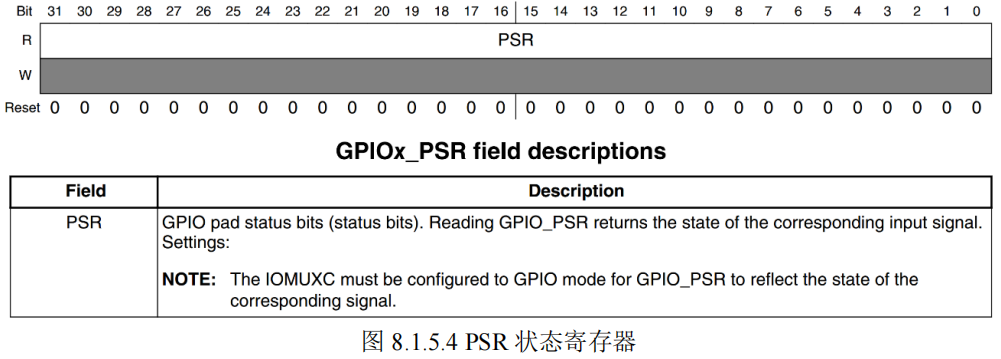 Bit 31 30 29 28 27 26 25 24 23 22 21 20 19 18 17 16 15 14 13 12 11 10 9 8 7 6 5 4 3 2 1 0
R PSR
W
Reset 0 0 0 0 0 0 0 0 0 0 0 0 0 0 0 0 0 0 0 0 0 0 0 0 0 0 0 0 0 0 0 0
GPIOx_PSR field descriptions
Field Description
PSR GPIO pad status bits (status bits). Reading GPIO_PSR returns the state of the corresponding input signal.
Settings:
NOTE: The IOMUXC must be configured to GPIO mode for GPIO_PSR to reflect the state of the
corresponding signal.
图 8.1.5.4 PSR 状态寄存器